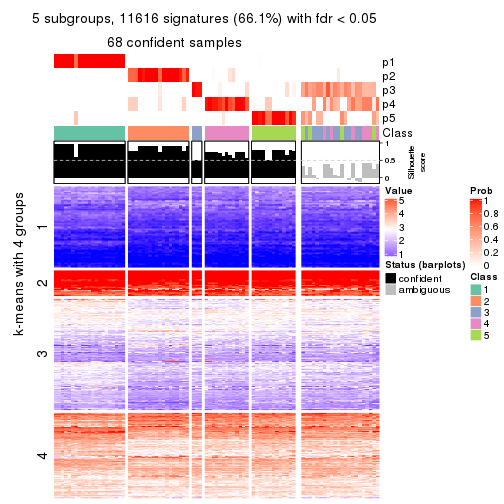 5 subgroups, 11616 signatures (66.1%) with fdr < 0.05
68 confident samples
p1
p2
p3
p4
p5
Class
1
0.5
0
Silhouette
score
k-means with 4 groups
1
2
3
4
Value
5
4
3
2
1
Status (barplots)
confident
ambiguous
Prob
1
0.8
0.6
0.4
0.2
0
Class
1
2
3
4
5